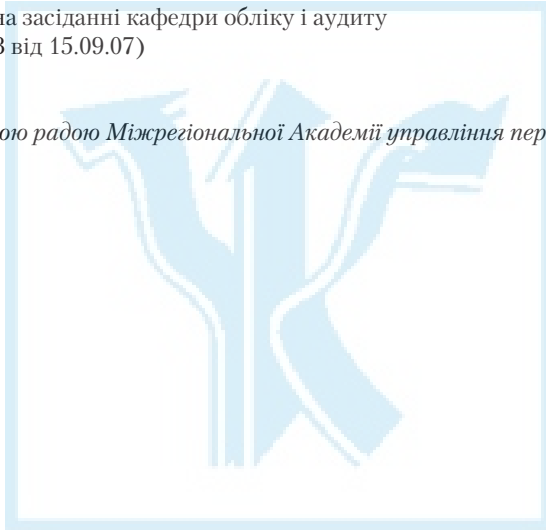 на засіданні кафедри обліку і аудиту
від 15.09.07)
радою Міжрегіональної Академії управління